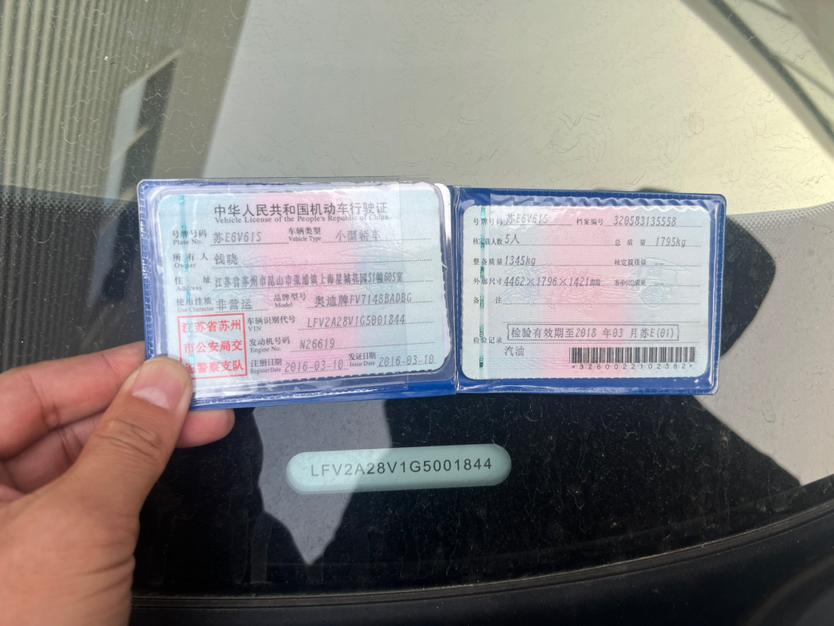 中华人民共和国机动车行驶证
Vehicle License of the People's Republic of China
号牌号码 苏E6V61S 车辆类型 小型轿车
Plate No. Vehicle Type
所有人 钱晓
Owner
住址 江苏省苏州市昆山市张浦镇上海星城花园51幢605室
Address
使用性质 非营运 品牌型号 奥迪牌FV7148BADBG
Use Character Model
江苏省苏州
市公安局交
警察支队
车辆识别代号 LFV2A28V1G5001844
VIN
发动机号码 N26619
Engine No.
注册日期 2016-03-10 发证日期 2016-03-10
Register Date Issue Date
号牌号码 苏E6V61S 档案编号 320583135558
核定载人数 5人 总质量 1795kg
整备质量 1345kg 核定载质量
外廓尺寸 4462×1796×1421
备注
检验记录 检验有效期至2018 年03 月苏E(01)
汽油
*3260022102362*
LFV2A28V1G5001844